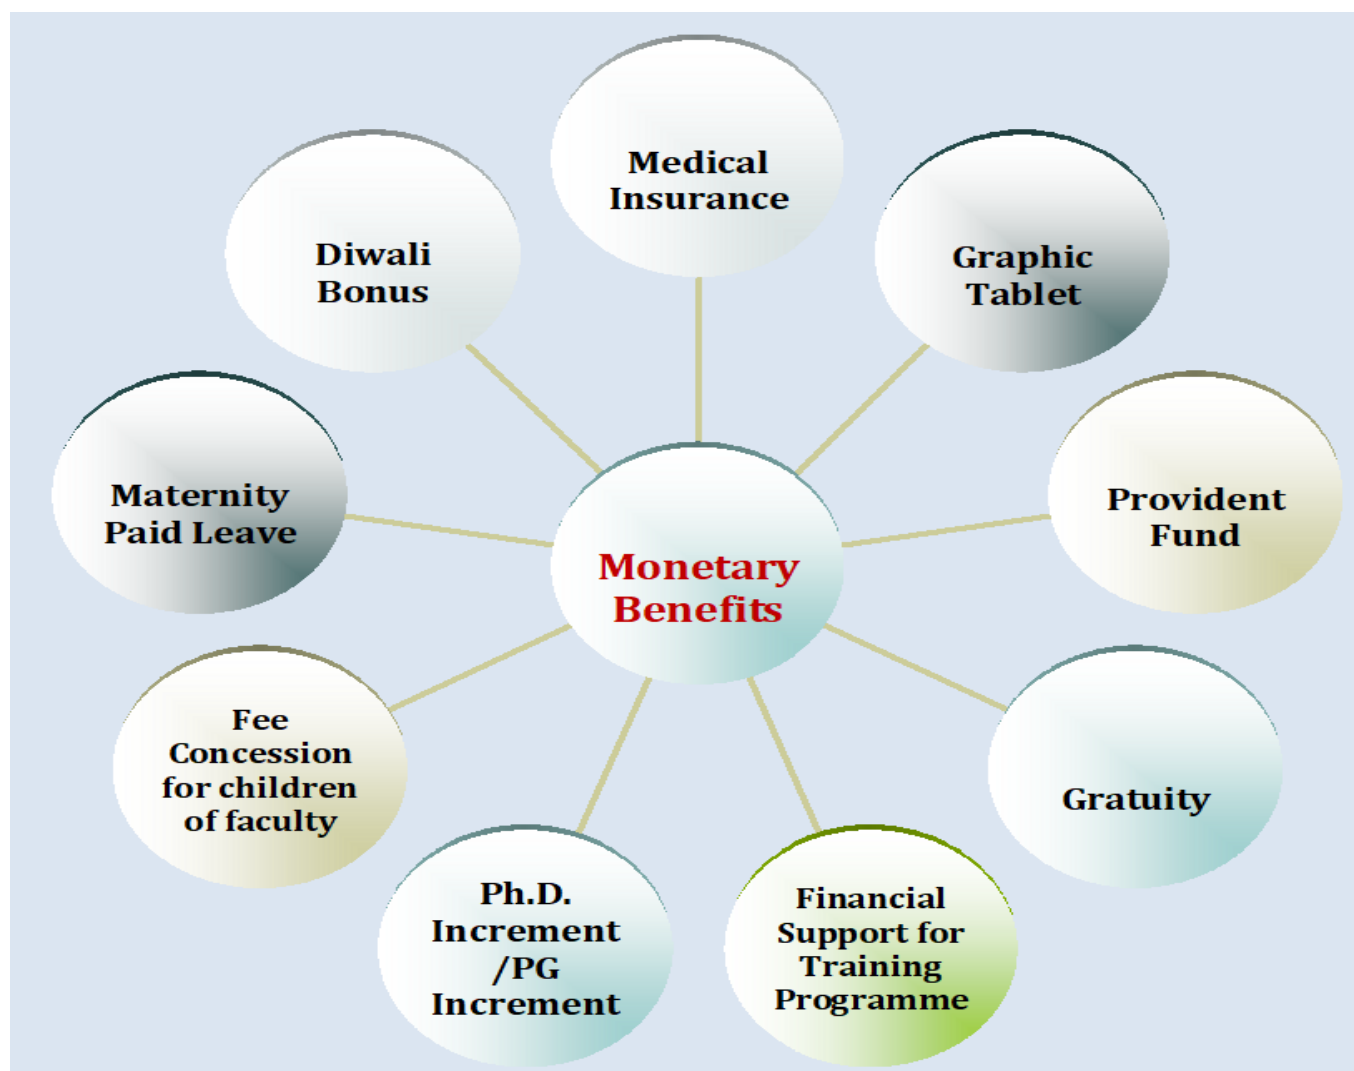 Medical
Insurance
Graphic
Tablet
Provident
Fund
Gratuity
Financial
Support for
Training
Programme
Ph.D.
Increment
/PG
Increment
Fee
Concession
for children
of faculty
Maternity
Paid Leave
Diwali
Bonus
Monetary
Benefits